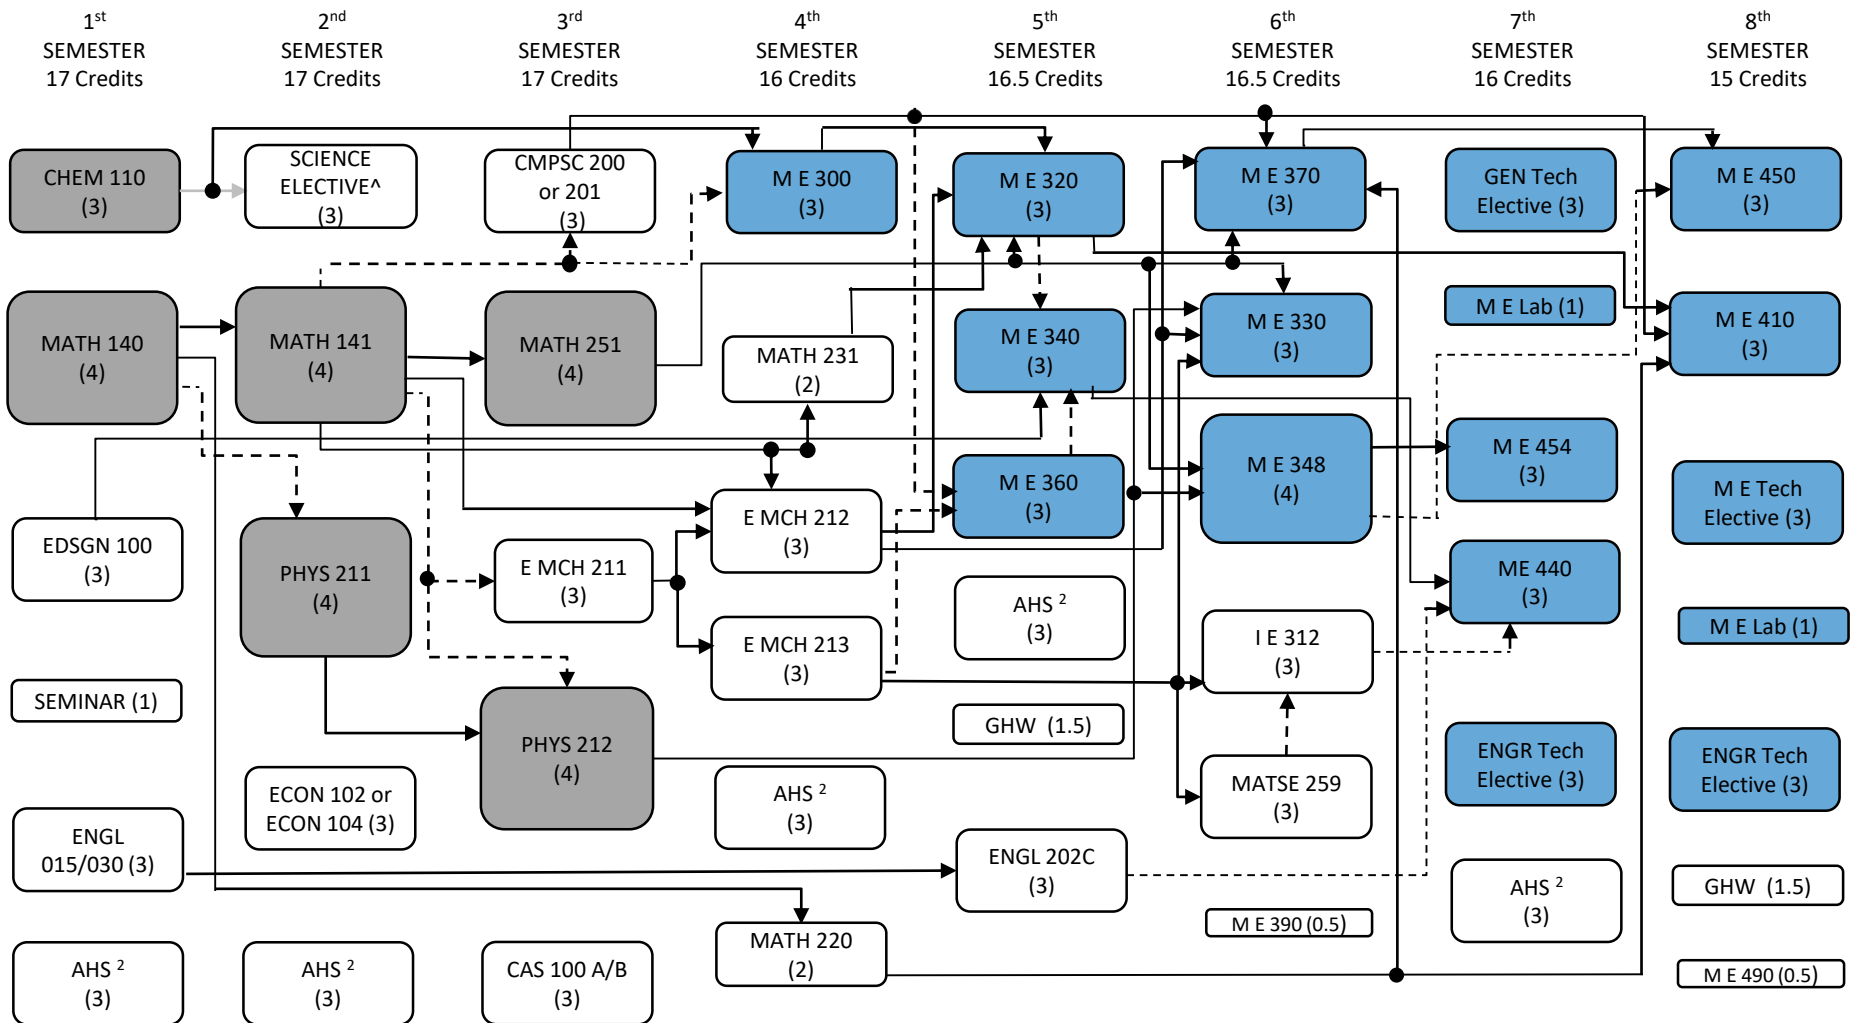 1st
SEMESTER
17 Credits
2nd
SEMESTER
17 Credits
3rd
SEMESTER
17 Credits
4th
SEMESTER
16 Credits
5th
SEMESTER
16.5 Credits
6th
SEMESTER
16.5 Credits
7th
SEMESTER
16 Credits
8th
SEMESTER
15 Credits
CHEM 110
(3)
MATH 140
(4)
EDSGN 100
(3)
SEMINAR (1)
ENGL
015/030 (3)
AHS 2
(3)
SCIENCE
ELECTIVE^
(3)
MATH 141
(4)
PHYS 211
(4)
ECON 102 or
ECON 104 (3)
AHS 2
(3)
CMPSC 200
or 201
(3)
MATH 251
(4)
E MCH 211
(3)
PHYS 212
(4)
CAS 100 A/B
(3)
M E 300
(3)
MATH 231
(2)
E MCH 212
(3)
E MCH 213
(3)
AHS 2
(3)
MATH 220
(2)
M E 320
(3)
M E 340
(3)
M E 360
(3)
AHS 2
(3)
GHW (1.5)
ENGL 202C
(3)
M E 370
(3)
M E 330
(3)
M E 348
(4)
I E 312
(3)
MATSE 259
(3)
M E 390 (0.5)
GEN Tech
Elective (3)
M E Lab (1)
M E 454
(3)
ME 440
(3)
ENGR Tech
Elective (3)
AHS 2
(3)
M E 450
(3)
M E 410
(3)
M E Tech
Elective (3)
M E Lab (1)
ENGR Tech
Elective (3)
GHW (1.5)
M E 490 (0.5)